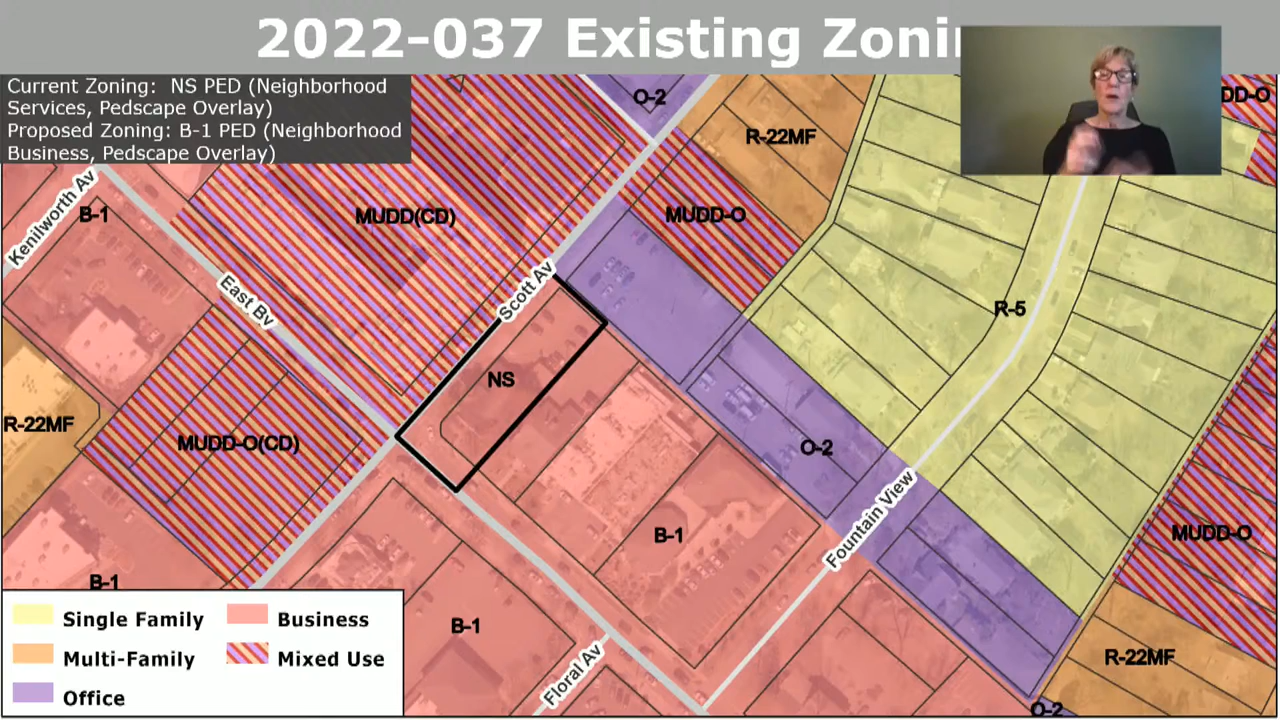 2022-037 Existing Zonin
Current Zoning: NS PED (Neighborhood
Services, Pedscape Overlay)
Proposed Zoning: B-1 PED (Neighborhood
Business, Pedscape Overlay)
O-2
DD-O
R-22MF
Kenilworth Av
B-1
MUDD(CD)
MUDD-O
East Bv
Scott Av
R-5
NS
R-22MF
MUDD-O(CD)
O-2
Fountain View
B-1
MUDD-O
B-1
B-1
R-22MF
Floral Av
O-2
Single Family
Business
Multi-Family
Mixed Use
Office